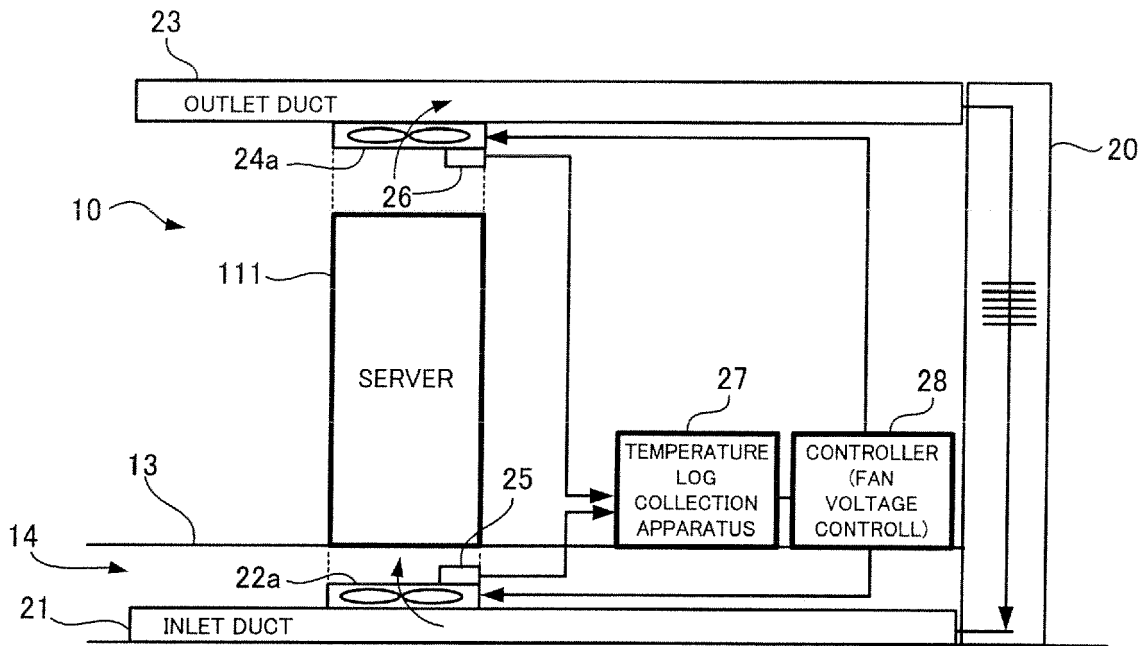 23
OUTLET DUCT
24a
26
20
10
111
SERVER
27
28
TEMPERATURE
LOG
COLLECTION
APPARATUS
CONTROLLER
(FAN
VOLTAGE
CONTROLL)
13
25
14
22a
21
INLET DUCT